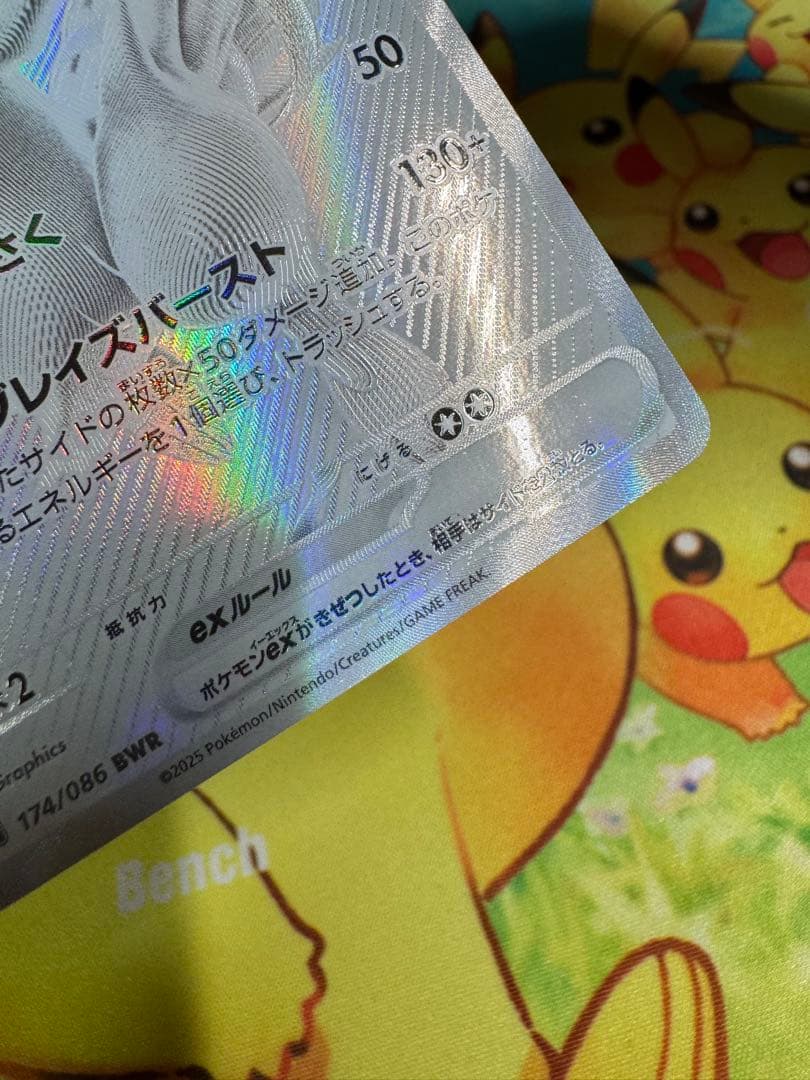 50
さく
130+
ブレイズバースト
たサイドの枚数×50ダメージ追加。このポケ
るエネルギーを1個選び、トラッシュする。
にげる
抵抗力
exルール
ポケモンexがきぜつしたとき、相手はサイドを2枚とる。
×2
©2025 Pokémon/Nintendo/Creatures/GAME FREAK
Graphics
174/086 BWR
Bench